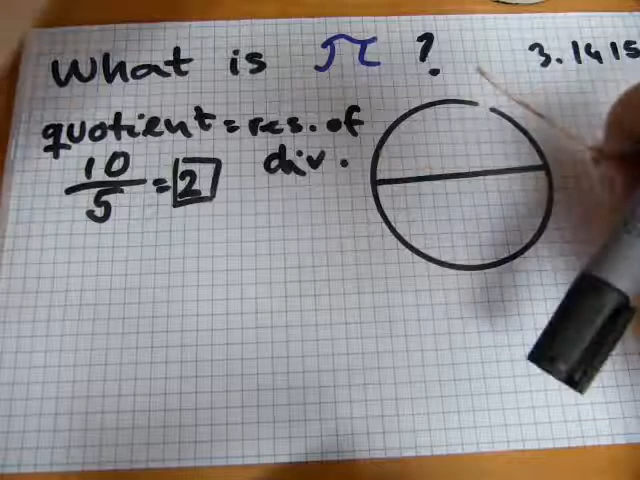 What is π ?
3.1415
quotient = res. of
div.
10
5
= 2